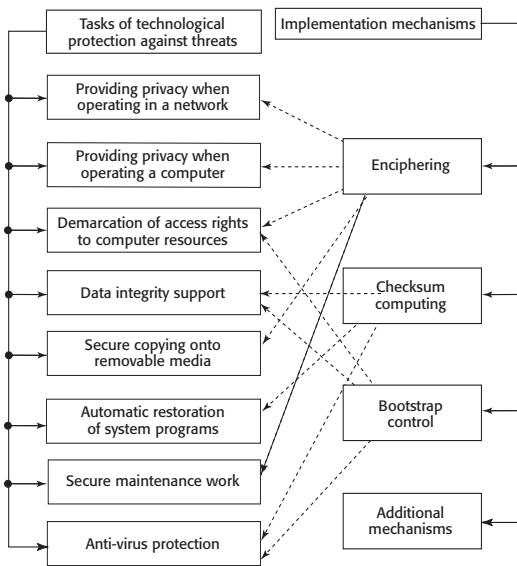 Tasks of technological
protection against threats
Implementation mechanisms
Providing privacy when
operating in a network
Providing privacy when
operating a computer
Enciphering
Demarcation of access rights
to computer resources
Data integrity support
Checksum
computing
Secure copying onto
removable media
Automatic restoration
of system programs
Bootstrap
control
Secure maintenance work
Additional
mechanisms
Anti-virus protection